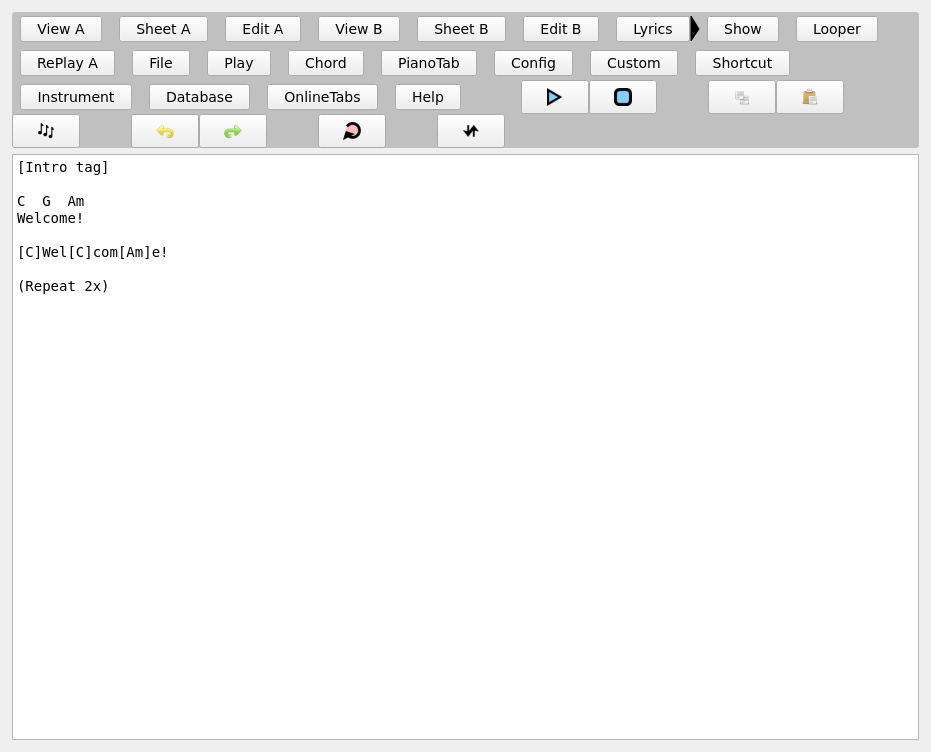 View A Sheet A Edit A View B Sheet B Edit B Lyrics Show Looper
RePlay A File Play Chord PianoTab Config Custom Shortcut
Instrument Database OnlineTabs Help
[Intro tag]
C  G  Am
Welcome!
[C]Wel[C]com[Am]e!
(Repeat 2x)